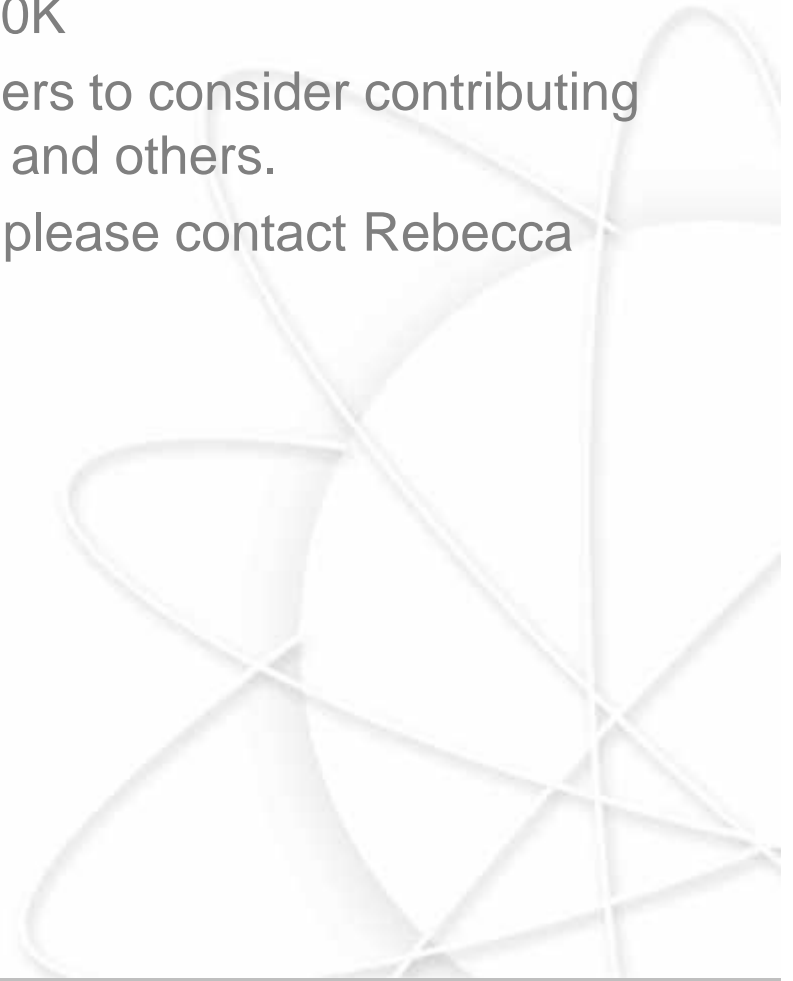 0K
ers to consider contributing
and others.
please contact Rebecca